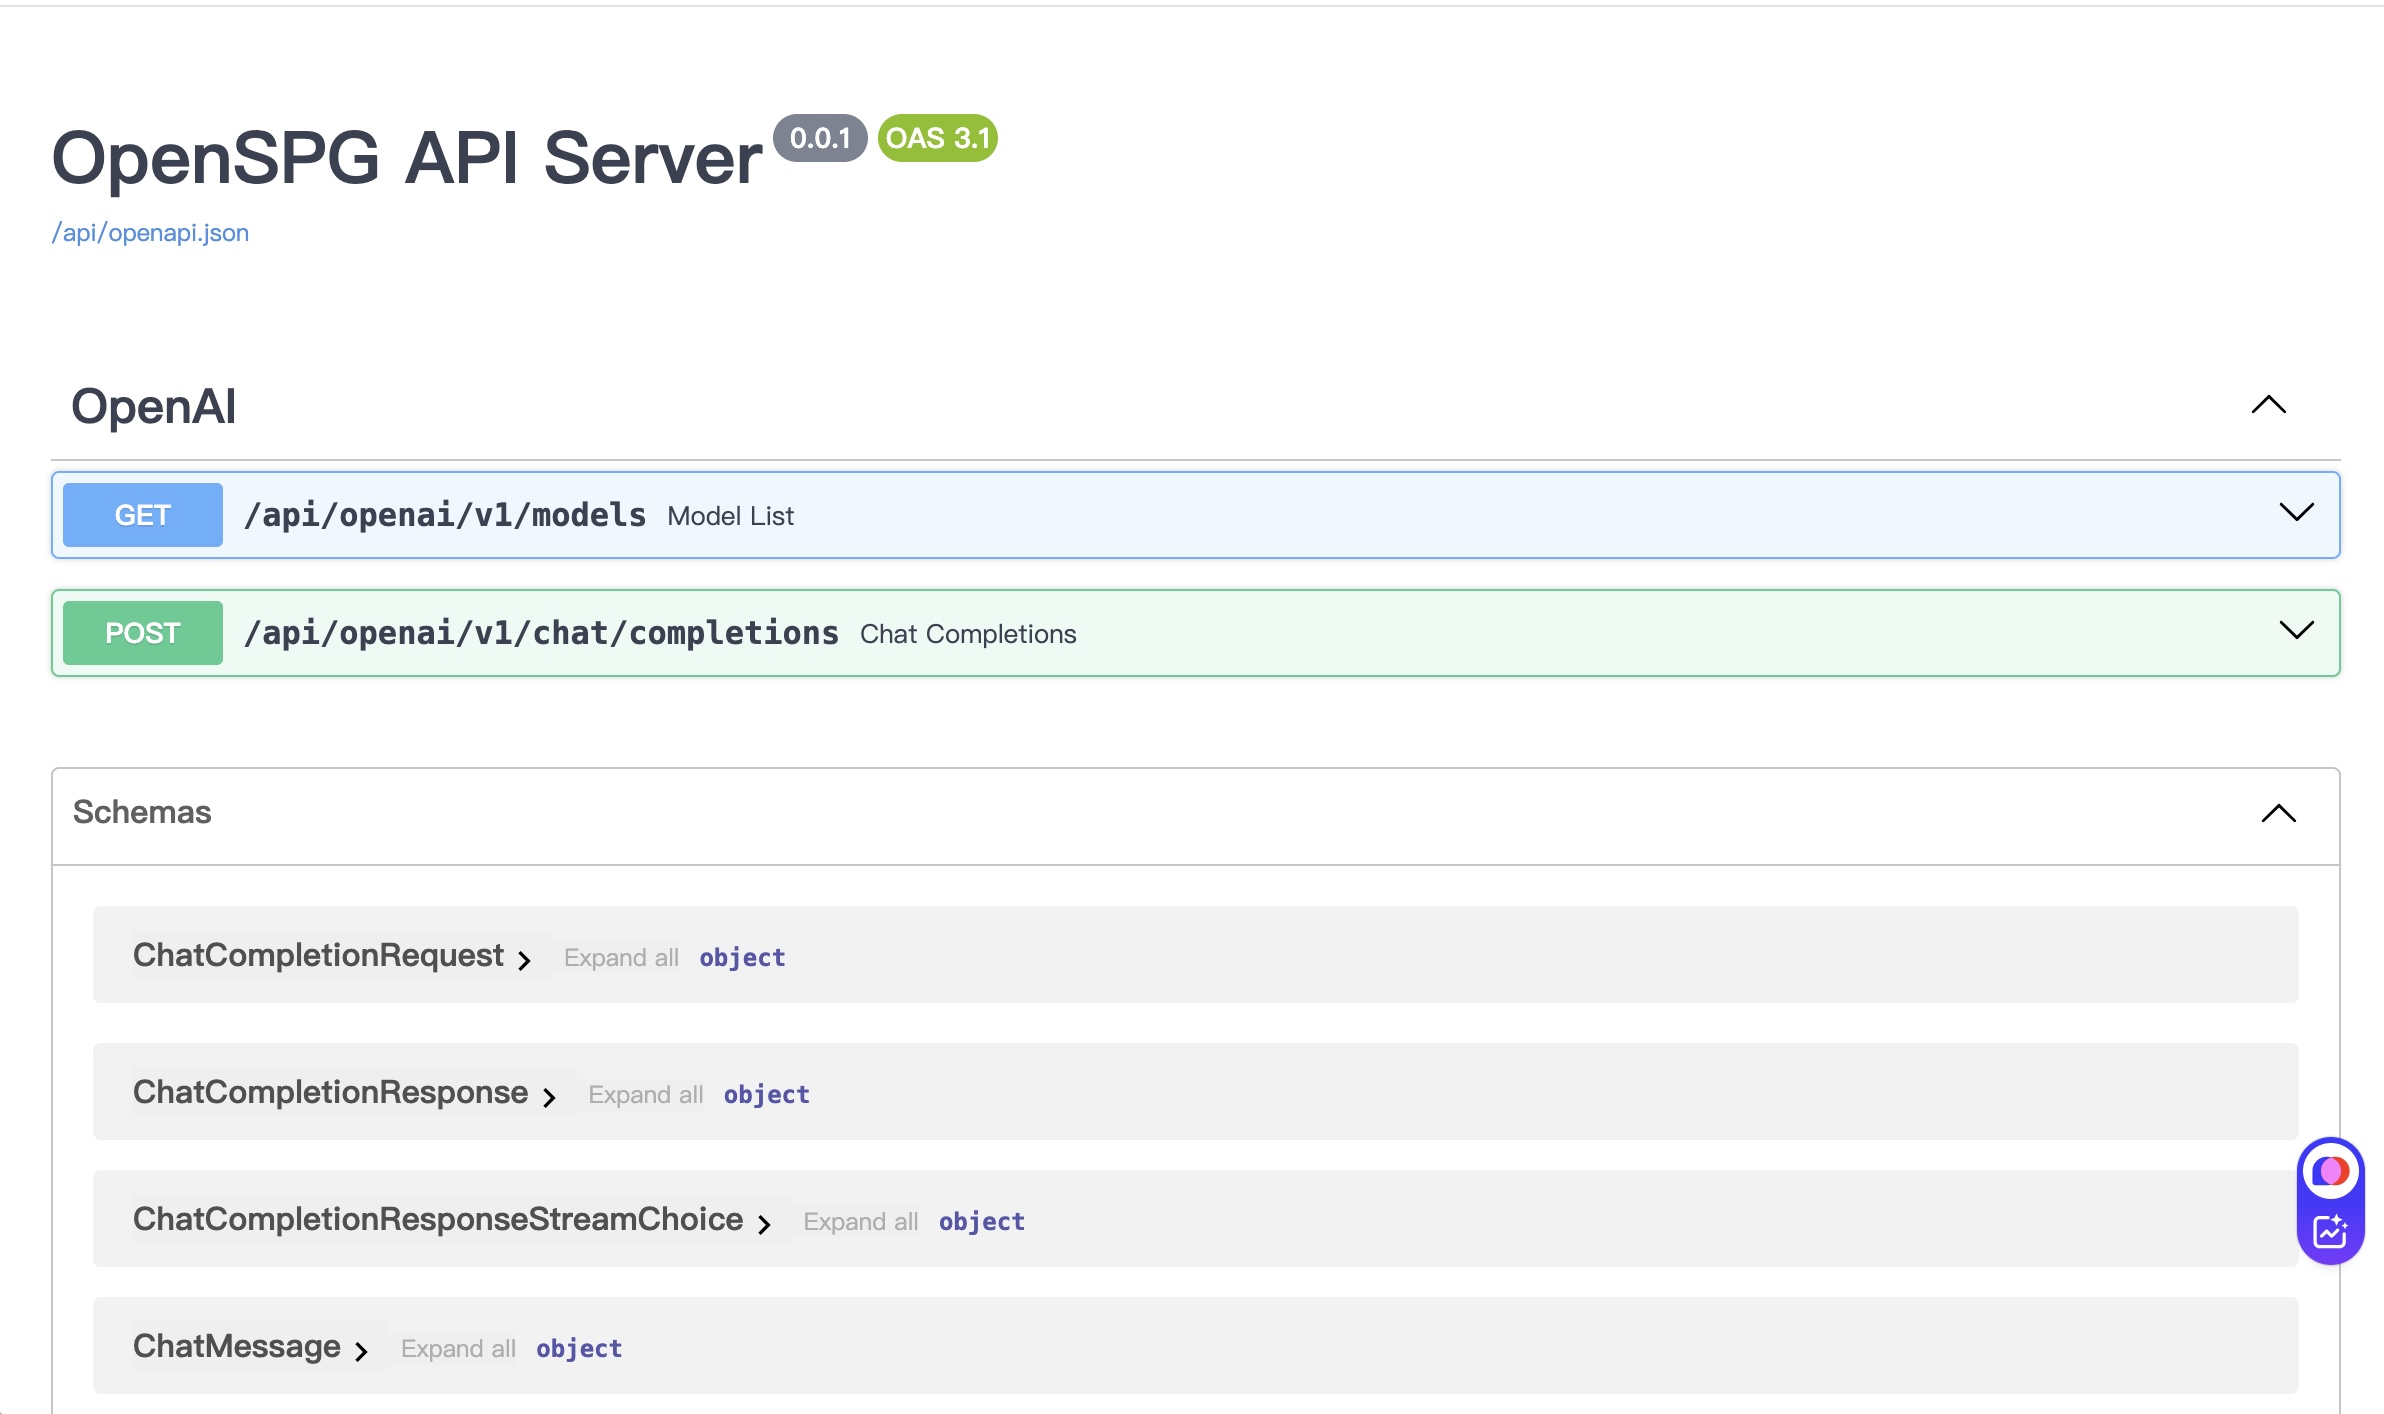 OpenSPG API Server 0.0.1 OAS 3.1
/api/openapi.json
OpenAI
GET /api/openai/v1/models Model List
POST /api/openai/v1/chat/completions Chat Completions
Schemas
ChatCompletionRequest Expand all object
ChatCompletionResponse Expand all object
ChatCompletionResponseStreamChoice Expand all object
ChatMessage Expand all object